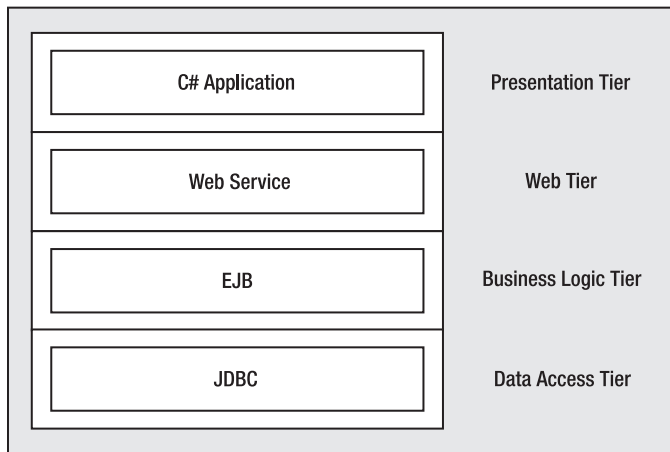 C# Application
Presentation Tier
Web Service
Web Tier
EJB
Business Logic Tier
JDBC
Data Access Tier